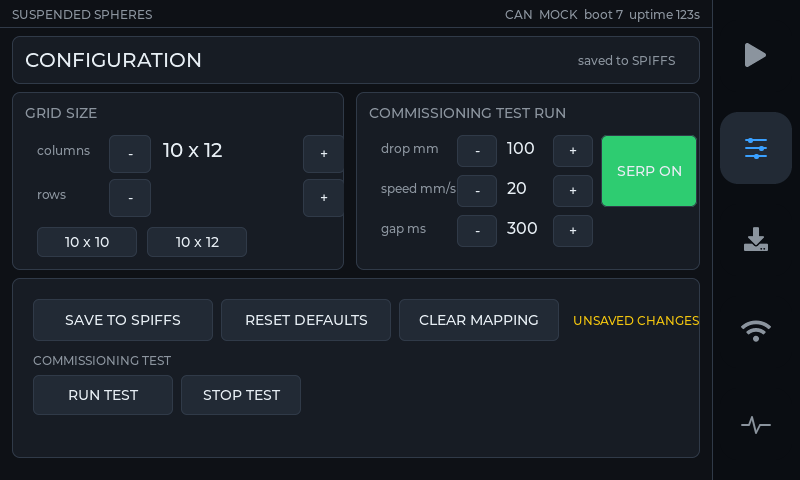 SUSPENDED SPHERES
CAN MOCK boot 7 uptime 123s
CONFIGURATION
saved to SPIFFS
GRID SIZE
columns - 10 x 12 +
rows - +
10 x 10 10 x 12
COMMISSIONING TEST RUN
drop mm - 100 +
speed mm/s - 20 +
gap ms - 300 +
SERP ON
SAVE TO SPIFFS RESET DEFAULTS CLEAR MAPPING UNSAVED CHANGES
COMMISSIONING TEST
RUN TEST STOP TEST